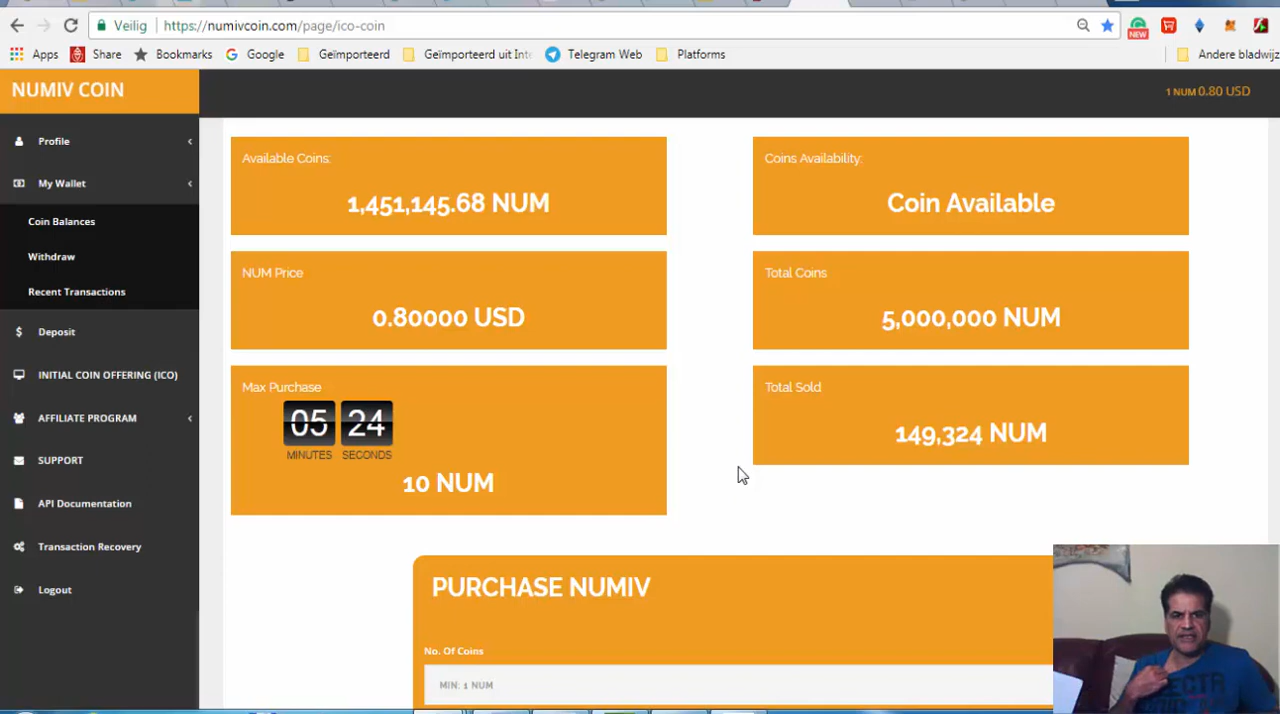 Veilig
https://numivcoin.com/page/ico-coin
NEW
Apps
Share
Bookmarks
Google
Geïmporteerd
Geïmporteerd uit Inte
Telegram Web
Platforms
Andere bladwijz
NUMIV COIN
1 NUM 0.80 USD
Profile
My Wallet
Coin Balances
Withdraw
Recent Transactions
Deposit
INITIAL COIN OFFERING (ICO)
AFFILIATE PROGRAM
SUPPORT
API Documentation
Transaction Recovery
Logout
Available Coins:
1,451,145.68 NUM
Coins Availability:
Coin Available
NUM Price
0.80000 USD
Total Coins
5,000,000 NUM
Max Purchase
05 24
MINUTES SECONDS
10 NUM
Total Sold
149,324 NUM
PURCHASE NUMIV
No. Of Coins
MIN: 1 NUM